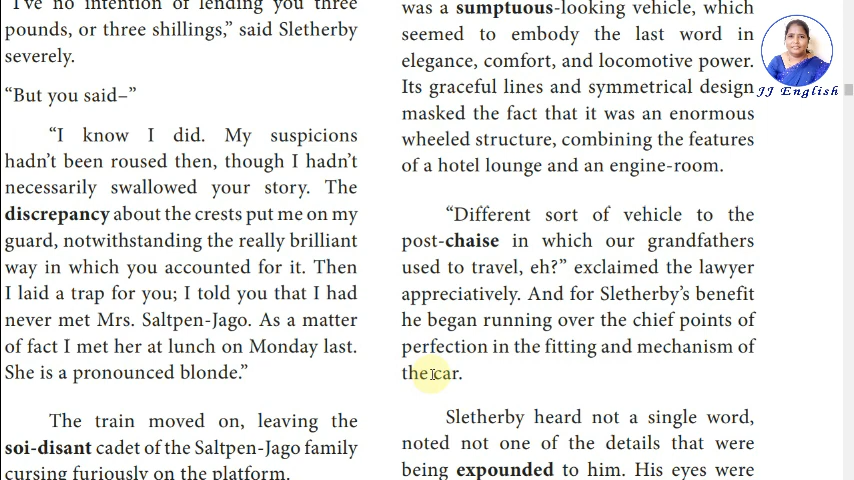 "I've no intention of lending you three
pounds, or three shillings," said Sletherby
severely.
"But you said–"
"I know I did. My suspicions
hadn't been roused then, though I hadn't
necessarily swallowed your story. The
discrepancy about the crests put me on my
guard, notwithstanding the really brilliant
way in which you accounted for it. Then
I laid a trap for you; I told you that I had
never met Mrs. Saltpen-Jago. As a matter
of fact I met her at lunch on Monday last.
She is a pronounced blonde."
The train moved on, leaving the
soi-disant cadet of the Saltpen-Jago family
cursing furiously on the platform.
was a sumptuous-looking vehicle, which
seemed to embody the last word in
elegance, comfort, and locomotive power.
Its graceful lines and symmetrical design
masked the fact that it was an enormous
wheeled structure, combining the features
of a hotel lounge and an engine-room.
"Different sort of vehicle to the
post-chaise in which our grandfathers
used to travel, eh?" exclaimed the lawyer
appreciatively. And for Sletherby's benefit
he began running over the chief points of
perfection in the fitting and mechanism of
the car.
Sletherby heard not a single word,
noted not one of the details that were
being expounded to him. His eyes were
JJ English